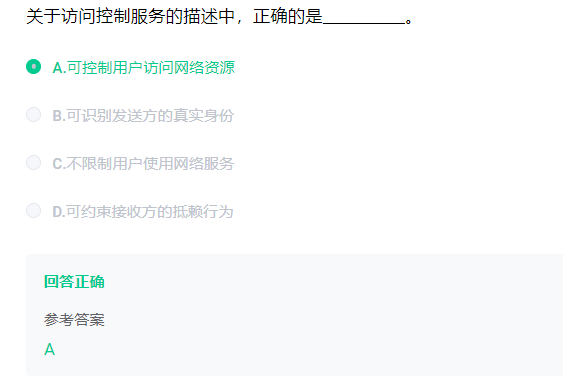 关于访问控制服务的描述中，正确的是__________。
A.可控制用户访问网络资源
B.可识别发送方的真实身份
C.不限制用户使用网络服务
D.可约束接收方的抵赖行为
回答正确
参考答案
A